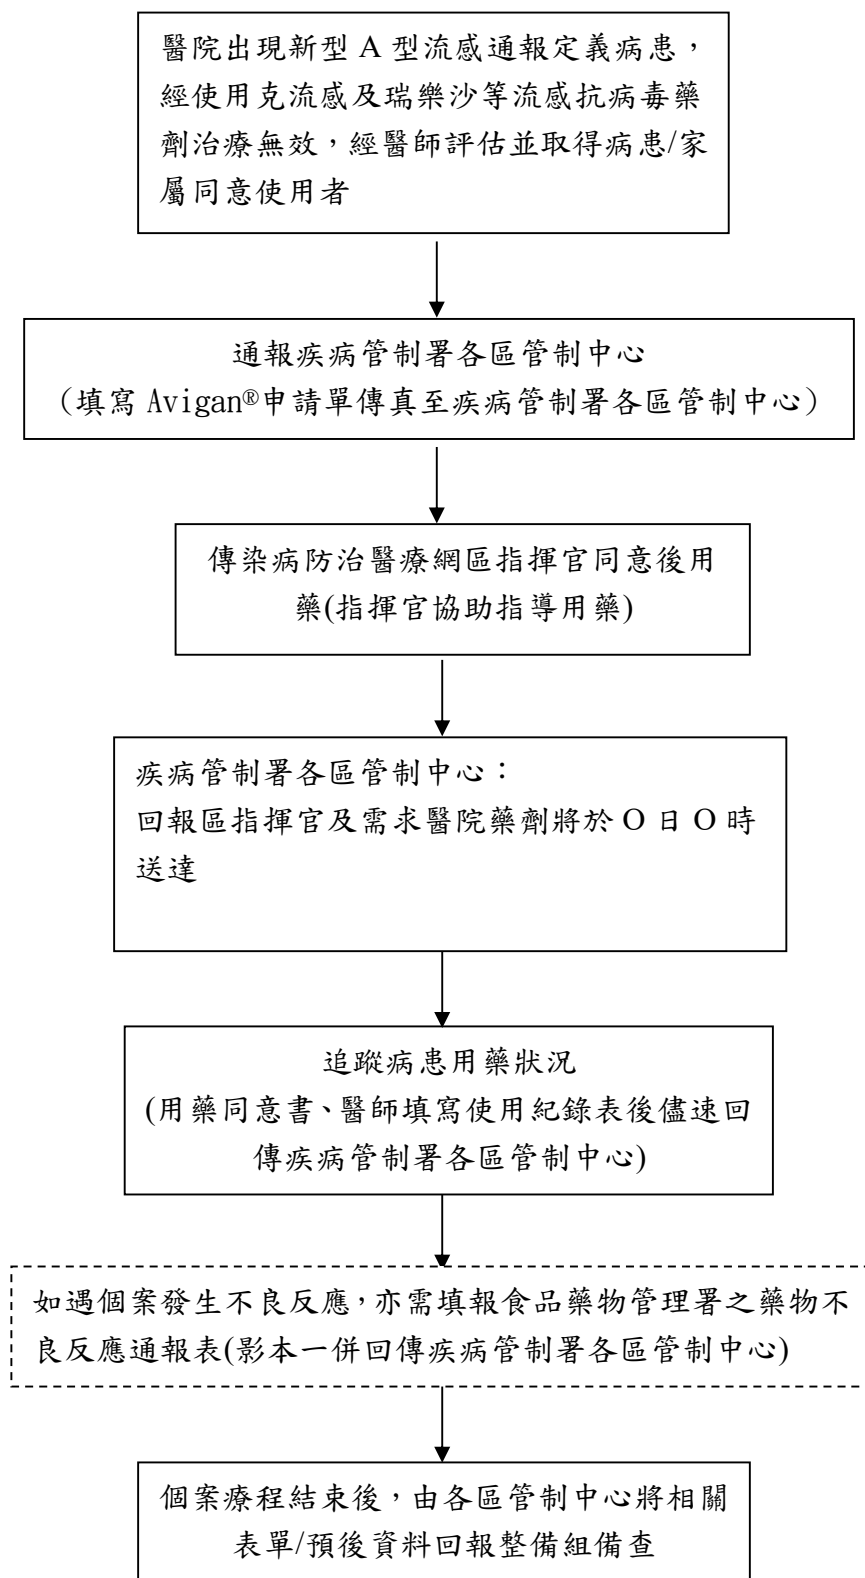 醫院出現新型 A 型流感通報定義病患，
經使用克流感及瑞樂沙等流感抗病毒藥
劑治療無效，經醫師評估並取得病患/家
屬同意使用者
通報疾病管制署各區管制中心
（填寫 Avigan®申請單傳真至疾病管制署各區管制中心）
傳染病防治醫療網區指揮官同意後用
藥(指揮官協助指導用藥)
疾病管制署各區管制中心：
回報區指揮官及需求醫院藥劑將於 O 日 O 時
送達
追蹤病患用藥狀況
(用藥同意書、醫師填寫使用紀錄表後儘速回
傳疾病管制署各區管制中心)
如遇個案發生不良反應，亦需填報食品藥物管理署之藥物不
良反應通報表(影本一併回傳疾病管制署各區管制中心)
個案療程結束後，由各區管制中心將相關
表單/預後資料回報整備組備查